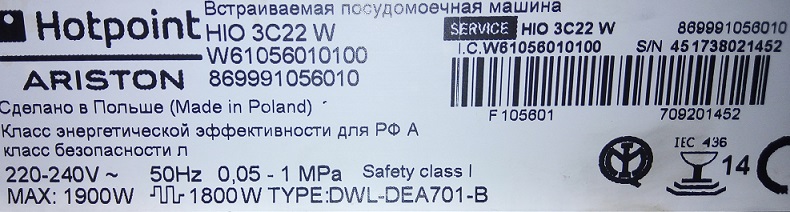 Встраиваемая посудомоечная машина
Hotpoint
ARISTON
HIO 3C22 W
W61056010100
869991056010
SERVICE HIO 3C22 W 869991056010
I.C.W61056010100 S/N 451738021452
F105601 709201452
Сделано в Польше (Made in Poland)
Класс энергетической эффективности для РФ А
класс безопасности л
220-240V ~ 50Hz 0,05 - 1 MPa Safety class I
MAX: 1900W 1800W TYPE:DWL-DEA701-B
IEC 436
14